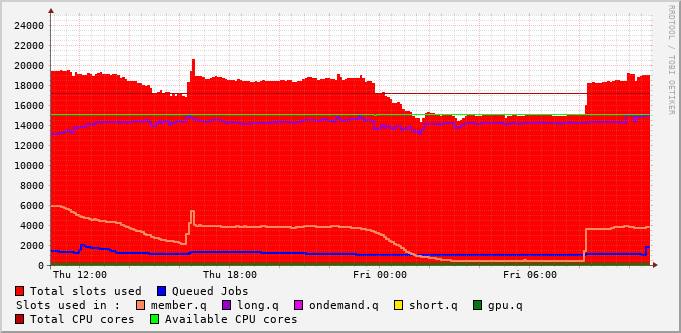 RRDTOOL / TOBI OETIKER
24000
22000
20000
18000
16000
14000
12000
10000
8000
6000
4000
2000
0
Thu 12:00 Thu 18:00 Fri 00:00 Fri 06:00
Total slots used Queued Jobs
Slots used in : member.q long.q ondemand.q short.q gpu.q
Total CPU cores Available CPU cores